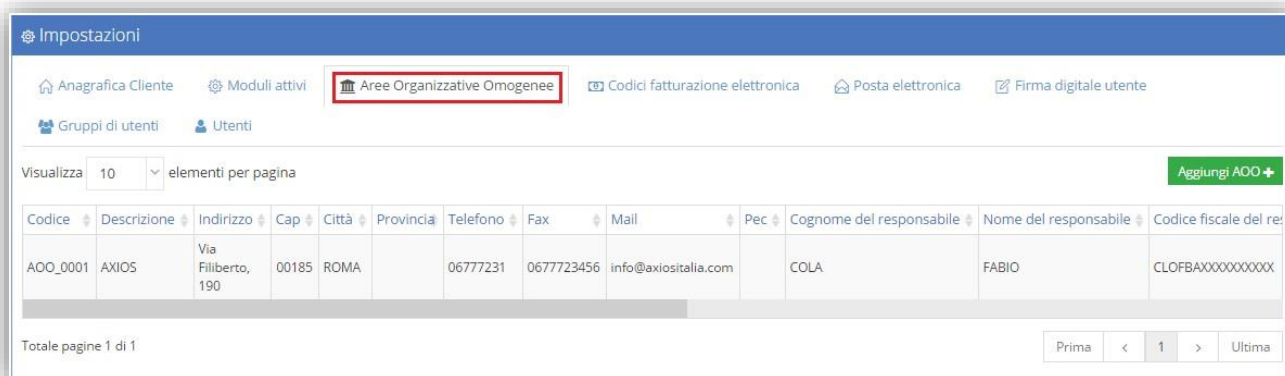 Impostazioni
Anagrafica Cliente Moduli attivi Aree Organizzative Omogenee Codici fatturazione elettronica Posta elettronica Firma digitale utente
Gruppi di utenti Utenti
Visualizza 10 elementi per pagina Aggiungi AOO
Codice Descrizione Indirizzo Cap Città Provincia Telefono Fax Mail Pec Cognome del responsabile Nome del responsabile Codice fiscale del res
Via
AOO_0001 AXIOS Filiberto, 00185 ROMA 06777231 0677723456 info@axiositalia.com COLA FABIO CLOFBAXXXXXXXXXX
190
Totale pagine 1 di 1 Prima < 1 > Ultima